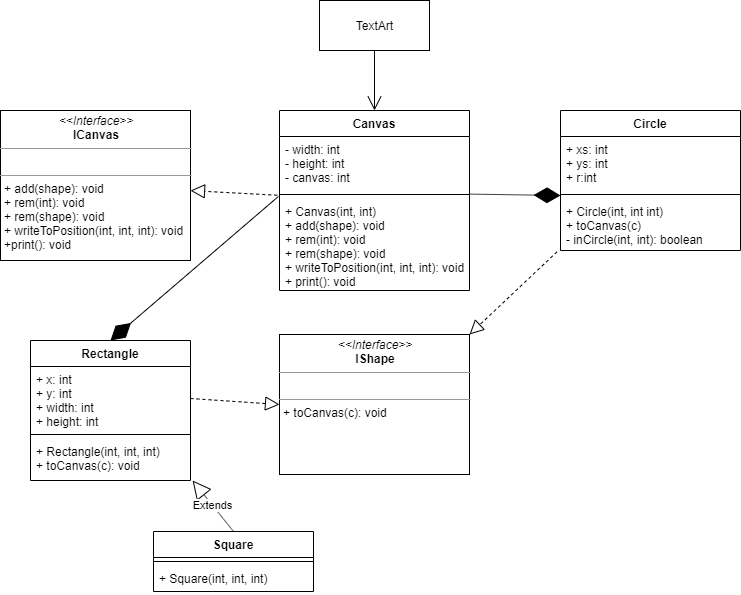 TextArt
<<Interface>>
ICanvas
+ add(shape): void
+ rem(int): void
+ rem(shape): void
+ writeToPosition(int, int, int): void
+print(): void
Canvas
- width: int
- height: int
- canvas: int
+ Canvas(int, int)
+ add(shape): void
+ rem(int): void
+ rem(shape): void
+ writeToPosition(int, int, int): void
+ print(): void
Circle
+ xs: int
+ ys: int
+ r:int
+ Circle(int, int int)
+ toCanvas(c)
- inCircle(int, int): boolean
Rectangle
+ x: int
+ y: int
+ width: int
+ height: int
+ Rectangle(int, int, int)
+ toCanvas(c): void
<<Interface>>
IShape
+ toCanvas(c): void
Extends
Square
+ Square(int, int, int)